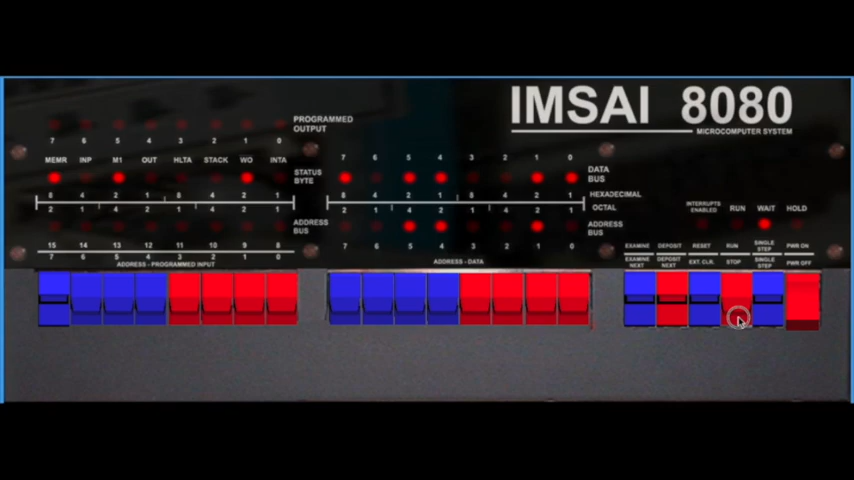 IMSAI 8080
MICROCOMPUTER SYSTEM
PROGRAMMED OUTPUT
7 6 5 4 3 2 1 0
MEMR INP M1 OUT HLTA STACK WO INTA
STATUS BYTE
7 6 5 4 3 2 1 0
DATA BUS
8 4 2 1 8 4 2 1
8 4 2 1 8 4 2 1
HEXADECIMAL
1 4 2 1 4 2 1
2 1 4 2 1 4 2 1
OCTAL
ADDRESS BUS
ADDRESS BUS
INTERRUPTS ENABLED
RUN WAIT HOLD
15 14 13 12 11 10 9 8
7 6 5 4 3 2 1 0
7 6 5 4 3 2 1 0
ADDRESS - PROGRAMMED INPUT
ADDRESS - DATA
EXAMINE DEPOSIT RESET RUN SINGLE STEP PWR ON
EXAMINE NEXT DEPOSIT NEXT EXT. CLR. STOP SINGLE STEP PWR OFF